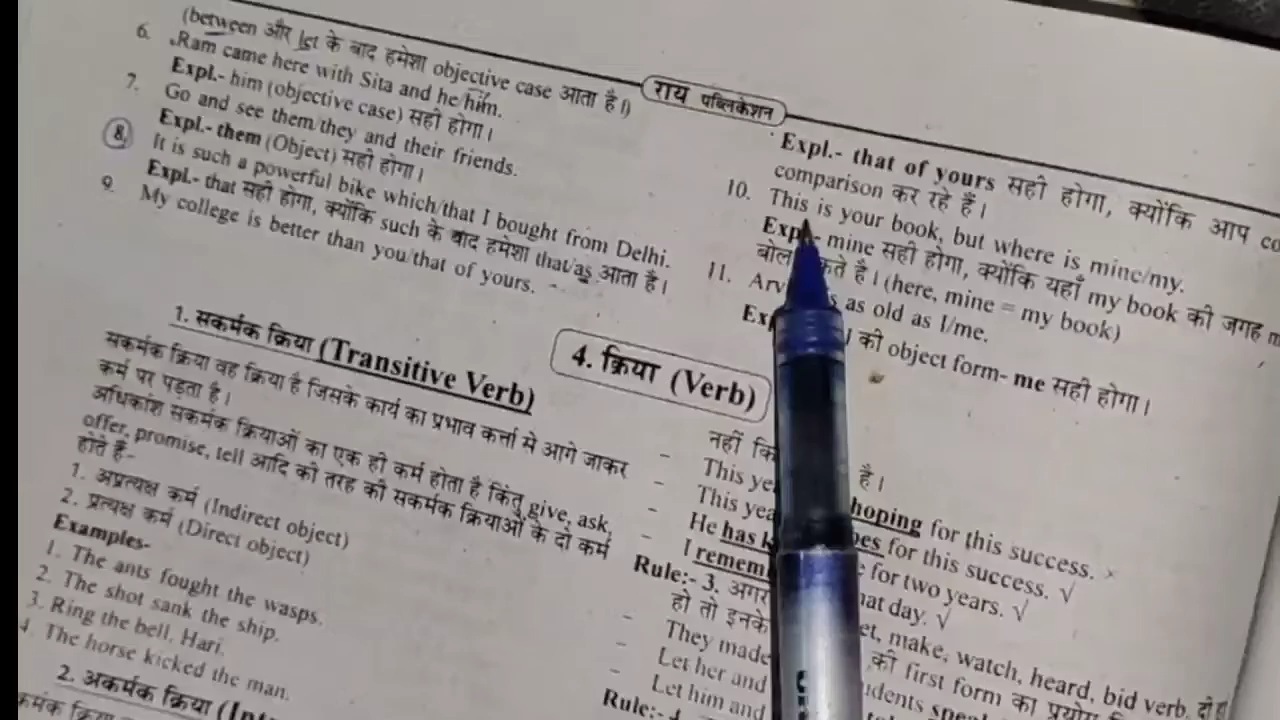 राय पब्लिकेशन
(between और let के बाद हमेशा objective case आता है।)
6. Ram came here with Sita and he/him.
Expl.- him (objective case) सही होगा।
7. Go and see them/they and their friends.
Expl.- them (Object) सही होगा।
8. It is such a powerful bike which/that I bought from Delhi.
Expl.- that सही होगा, क्योंकि such के बाद हमेशा that/as आता है।
9. My college is better than you/that of yours.
Expl.- that of yours सही होगा, क्योंकि आप
comparison कर रहे हैं।
10. This is your book, but where is mine/my.
Expl.- mine सही होगा, क्योंकि यहाँ my book की जगह
बोल कते है। (here, mine = my book)
11. as old as I/me.
I की object form- me सही होगा।
4. क्रिया (Verb)
1. सकर्मक क्रिया (Transitive Verb)
सकर्मक क्रिया वह क्रिया है जिसके कार्य का प्रभाव कर्त्ता से आगे जाकर
कर्म पर पड़ता है।
अधिकांश सकर्मक क्रियाओं का एक ही कर्म होता है किंतु give, ask,
offer, promise, tell आदि की तरह की सकर्मक क्रियाओं के दो कर्म
होते हैं-
1. अप्रत्यक्ष कर्म (Indirect object)
2. प्रत्यक्ष कर्म (Direct object)
Examples-
1. The ants fought the wasps.
2. The shot sank the ship.
3. Ring the bell, Hari.
4. The horse kicked the man.
2. अकर्मक क्रिया
नहीं है।
- This hoping for this success. ×
- This for this success. √
- He has for two years. √
- I that day. √
Rule:- 3. अगर make, watch, heard, bid verb
हो तो इनके की first form का प्रयोग
- They made
- Let her and
- Let him and
Rule:- 4.